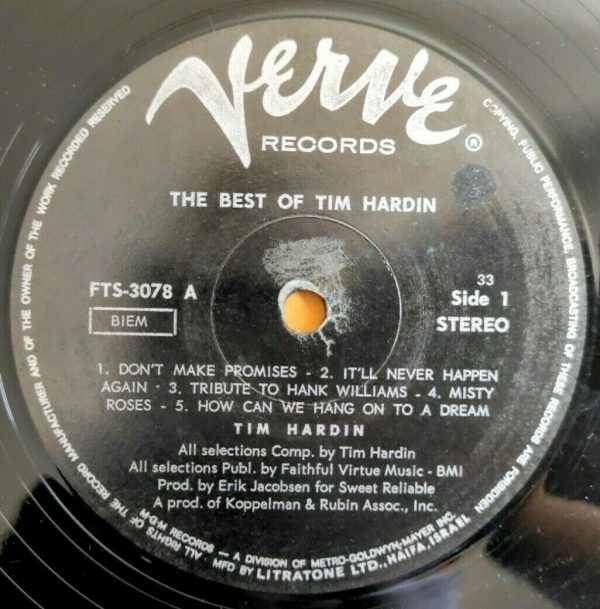 Verve
RECORDS ®
THE BEST OF TIM HARDIN
FTS-3078 A
BIEM
33
Side 1
STEREO
1. DON'T MAKE PROMISES - 2. IT'LL NEVER HAPPEN
AGAIN - 3. TRIBUTE TO HANK WILLIAMS - 4. MISTY
ROSES - 5. HOW CAN WE HANG ON TO A DREAM
TIM HARDIN
All selections Comp. by Tim Hardin
All selections Publ. by Faithful Virtue Music - BMI
Prod. by Erik Jacobsen for Sweet Reliable
A prod. of Koppelman & Rubin Assoc., Inc.
M-G-M RECORDS — A DIVISION OF METRO-GOLDWYN-MAYER INC.
MFD BY LITRATONE LTD., HAIFA, ISRAEL
ALL RIGHTS OF THE RECORD MANUFACTURER AND OF THE OWNER OF THE WORK RECORDED RESERVED
COPYING, PUBLIC PERFORMANCE, BROADCASTING OF THESE RECORDS ARE FORBIDDEN